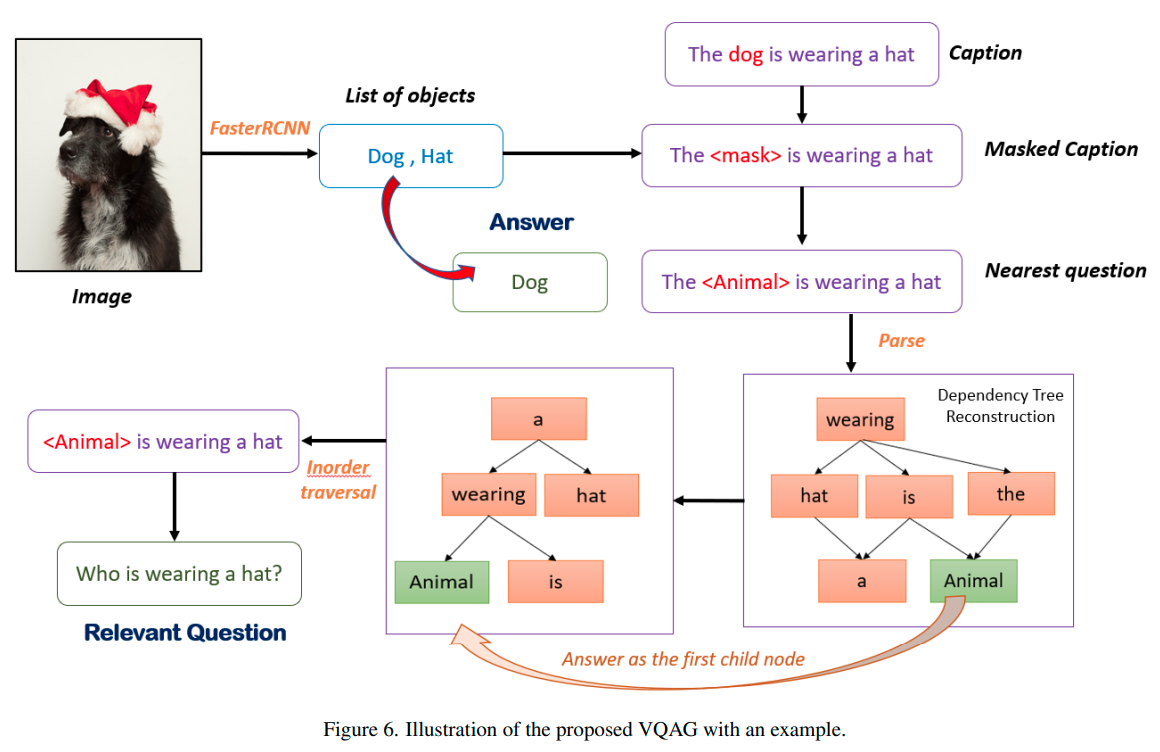 The dog is wearing a hat
Caption
List of objects
FasterRCNN
Dog , Hat
The <mask> is wearing a hat
Masked Caption
Answer
Dog
The <Animal> is wearing a hat
Nearest question
Image
Parse
Dependency Tree
Reconstruction
wearing
hat
is
the
a
Animal
a
wearing
hat
Animal
is
Answer as the first child node
Inorder
traversal
<Animal> is wearing a hat
Who is wearing a hat?
Relevant Question
Figure 6. Illustration of the proposed VQAG with an example.